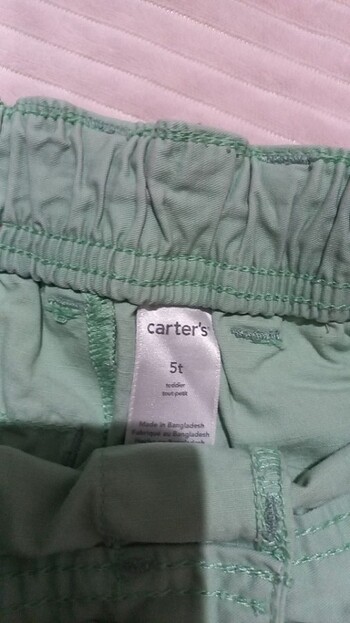 carter's
5t
toddler
tout-petit
Made in Bangladesh
Fabriqué au Bangladesh